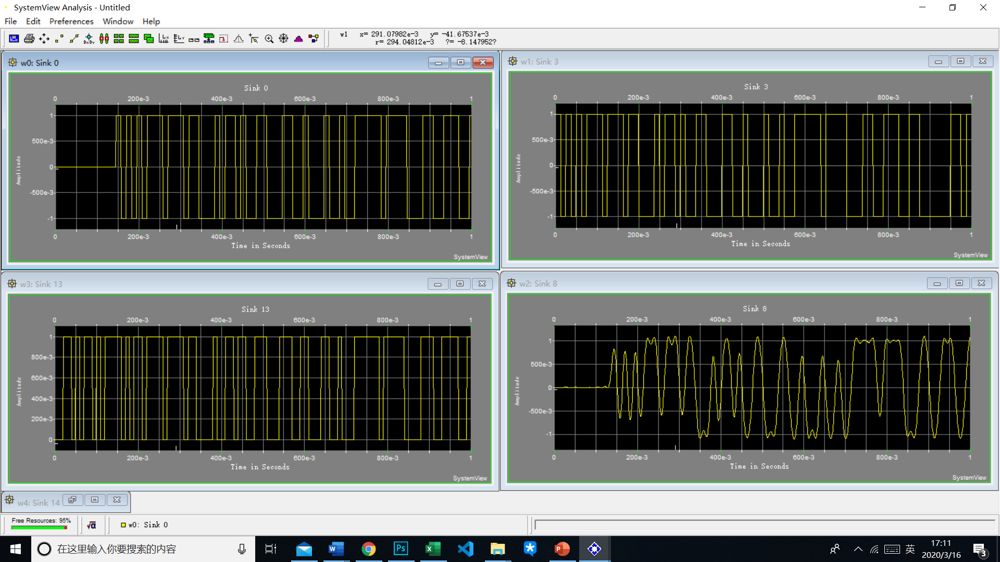 SystemView Analysis - Untitled
File Edit Preferences Window Help
w1 x= 291.07982e-3 y= -41.67537e-3
r= 294.04812e-3 ?= -8.147952?
w0: Sink 0
Sink 0
0 200e-3 400e-3 600e-3 800e-3 1
1
500e-3
0
-500e-3
-1
Amplitude
0 200e-3 400e-3 600e-3 800e-3 1
Time in Seconds
SystemView
w1: Sink 3
Sink 3
0 200e-3 400e-3 600e-3 800e-3 1
1
500e-3
0
-500e-3
-1
Amplitude
0 200e-3 400e-3 600e-3 800e-3 1
Time in Seconds
SystemView
w3: Sink 13
Sink 13
0 200e-3 400e-3 600e-3 800e-3 1
1
800e-3
600e-3
400e-3
200e-3
0
Amplitude
0 200e-3 400e-3 600e-3 800e-3 1
Time in Seconds
SystemView
w2: Sink 8
Sink 8
0 200e-3 400e-3 600e-3 800e-3 1
1
500e-3
0
-500e-3
-1
Amplitude
0 200e-3 400e-3 600e-3 800e-3 1
Time in Seconds
SystemView
w4: Sink 14
Free Resources: 95%
√α
w0: Sink 0
在这里输入你要搜索的内容
英
17:11
2020/3/16
3